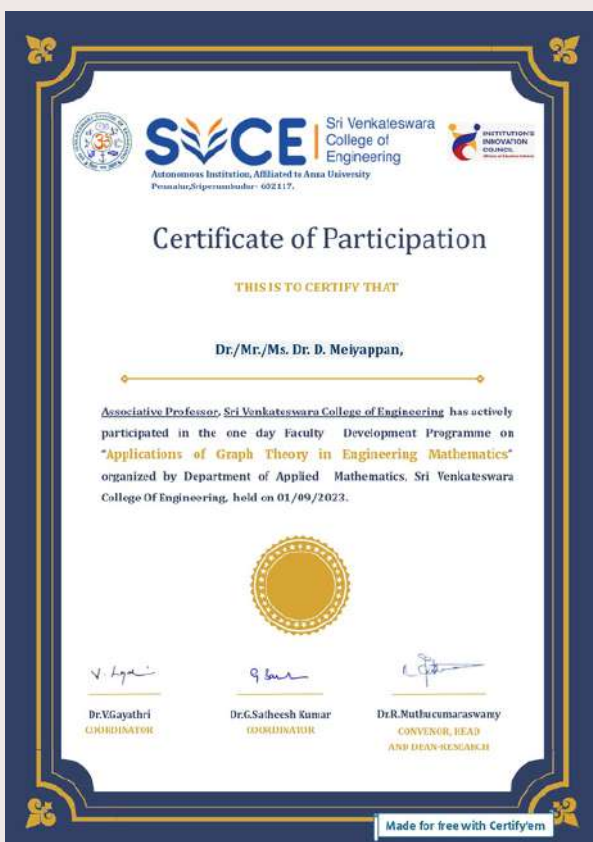 SVCE
Sri Venkateswara
College of
Engineering
INSTITUTION'S
INNOVATION
COUNCIL
Autonomous Institution, Affiliated to Anna University
Pennalur,Sriperumbudur- 602117.
Certificate of Participation
THIS IS TO CERTIFY THAT
Dr./Mr./Ms. Dr. D. Meiyappan,
Associative Professor, Sri Venkateswara College of Engineering has actively
participated in the one day Faculty Development Programme on
"Applications of Graph Theory in Engineering Mathematics"
organized by Department of Applied Mathematics, Sri Venkateswara
College Of Engineering, held on 01/09/2023.
Dr.V.Gayathri
COORDINATOR
Dr.G.Satheesh Kumar
COORDINATOR
Dr.R.Muthucumaraswamy
CONVENOR, HEAD
AND DEAN-RESEARCH
Made for free with Certify'em